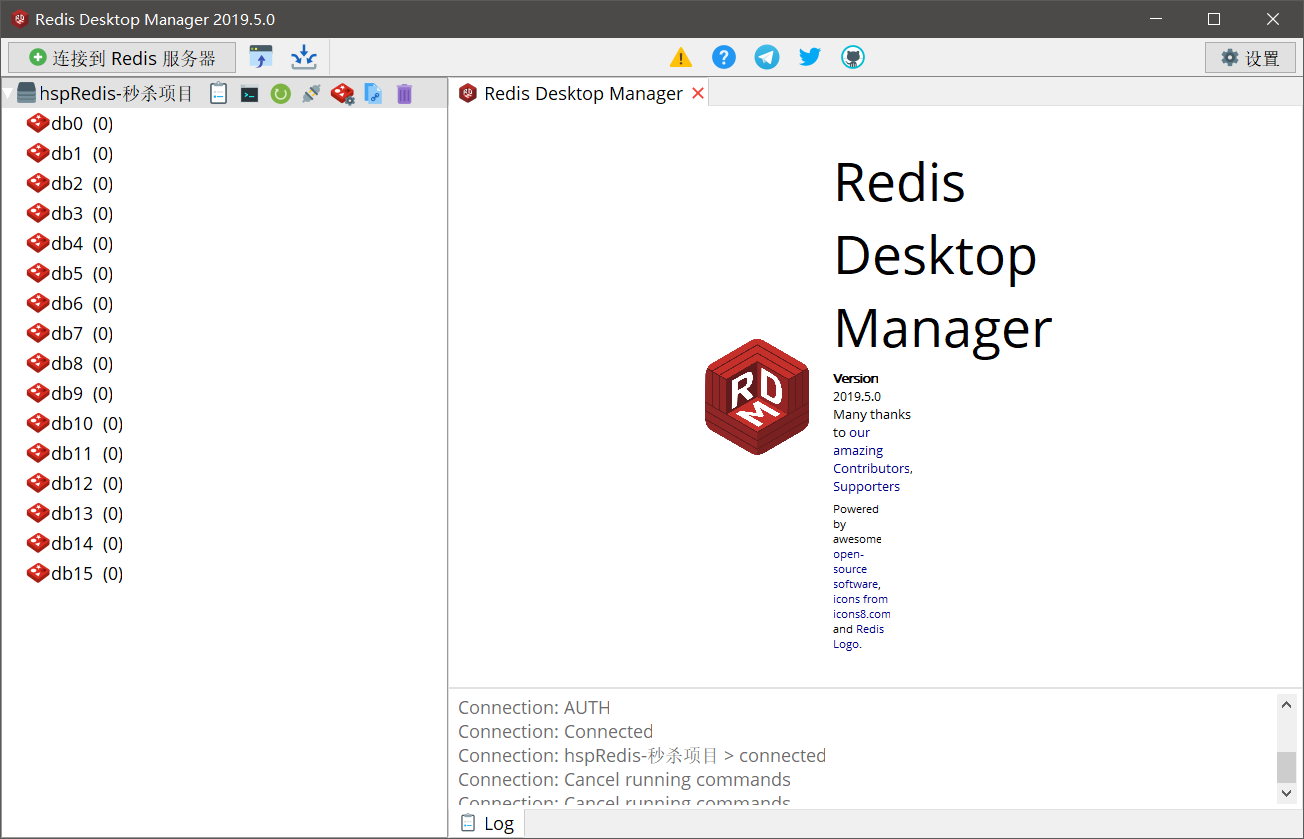 Redis Desktop Manager 2019.5.0
连接到 Redis 服务器
设置
hspRedis-秒杀项目
db0 (0)
db1 (0)
db2 (0)
db3 (0)
db4 (0)
db5 (0)
db6 (0)
db7 (0)
db8 (0)
db9 (0)
db10 (0)
db11 (0)
db12 (0)
db13 (0)
db14 (0)
db15 (0)
Redis Desktop Manager
Redis
Desktop
Manager
RDM
Version
2019.5.0
Many thanks
to our
amazing
Contributors,
Supporters
Powered
by
awesome
open-
source
software,
icons from
icons8.com
and Redis
Logo.
Connection: AUTH
Connection: Connected
Connection: hspRedis-秒杀项目 > connected
Connection: Cancel running commands
Connection: Cancel running commands
Log